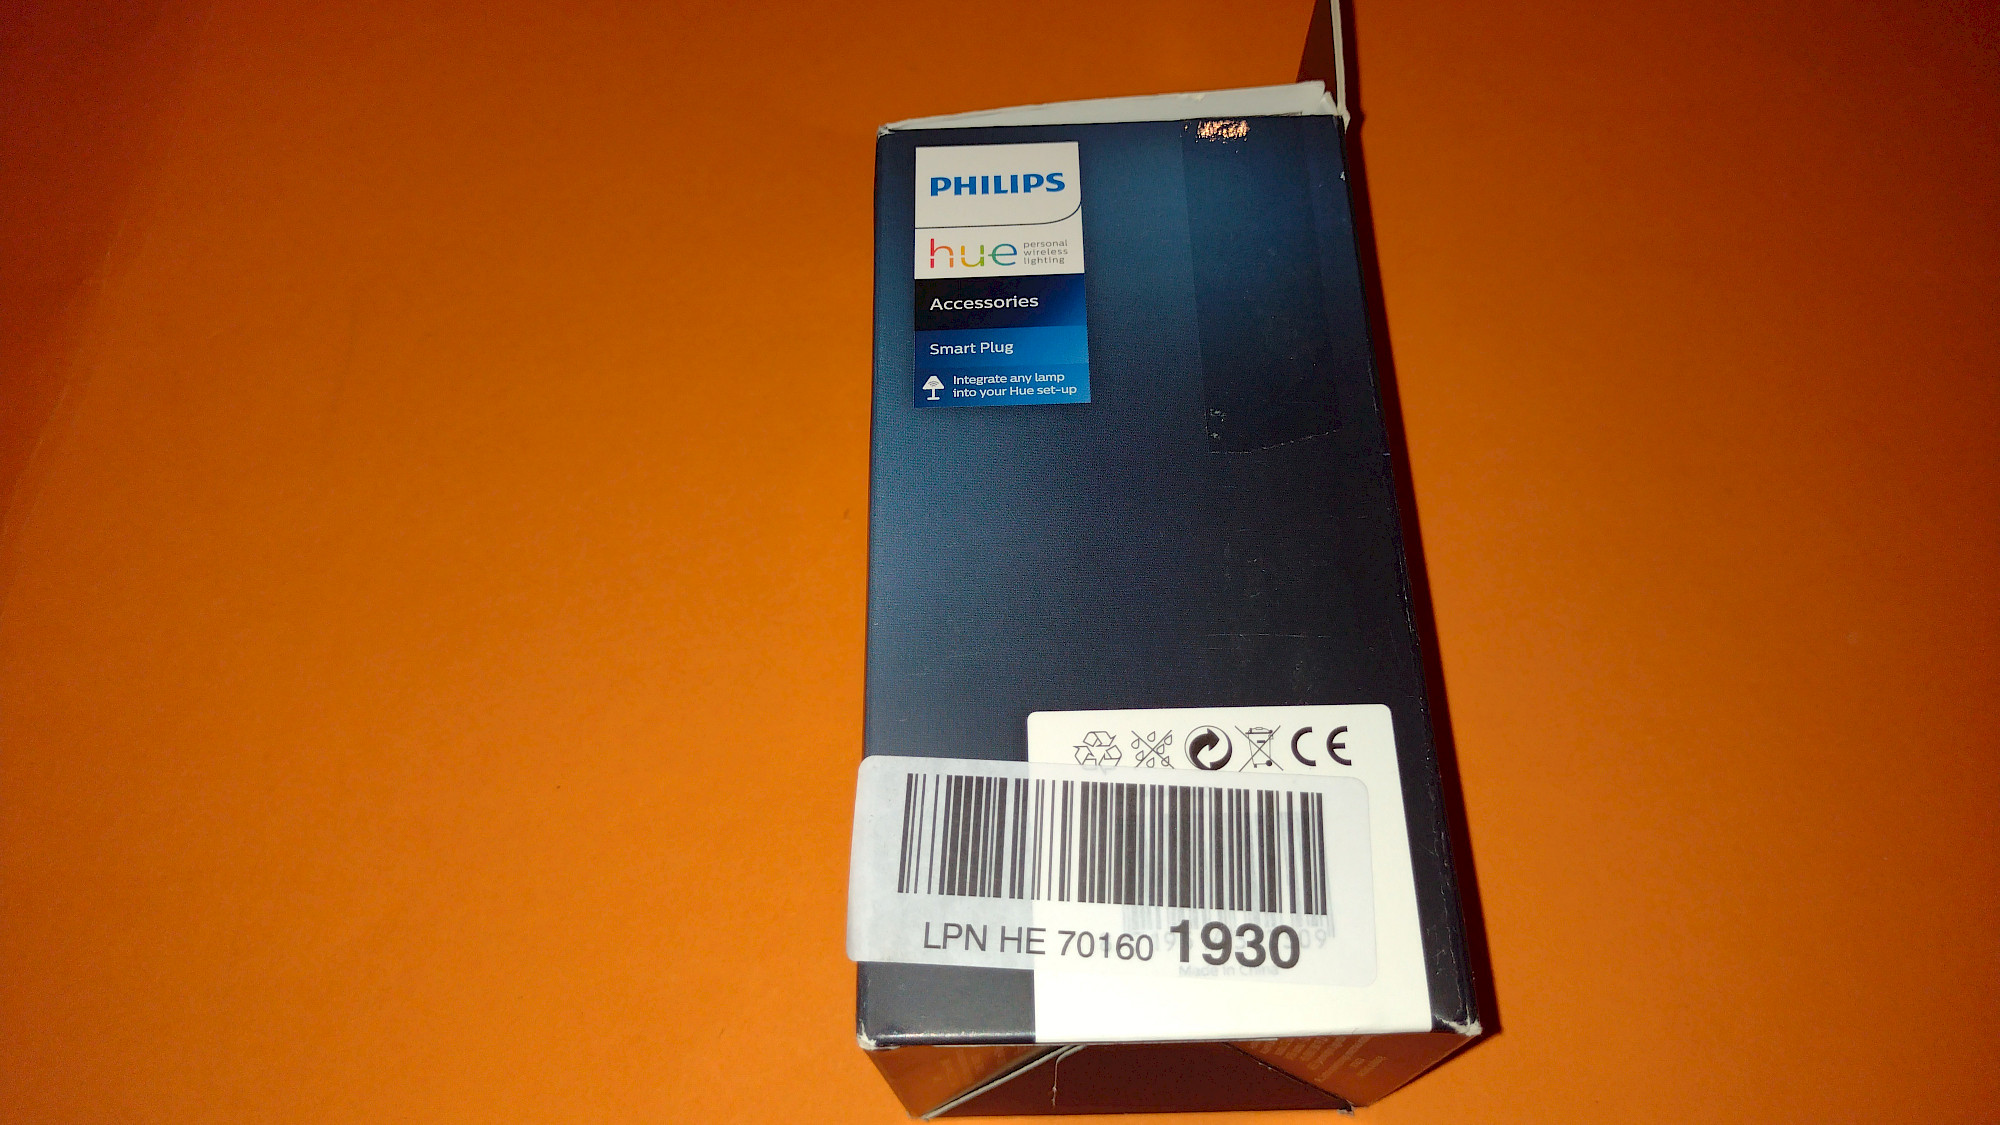 PHILIPS
hue personal
wireless
lighting
Accessories
Smart Plug
Integrate any lamp
into your Hue set-up
CE
LPN HE 70160 1930
Made in China